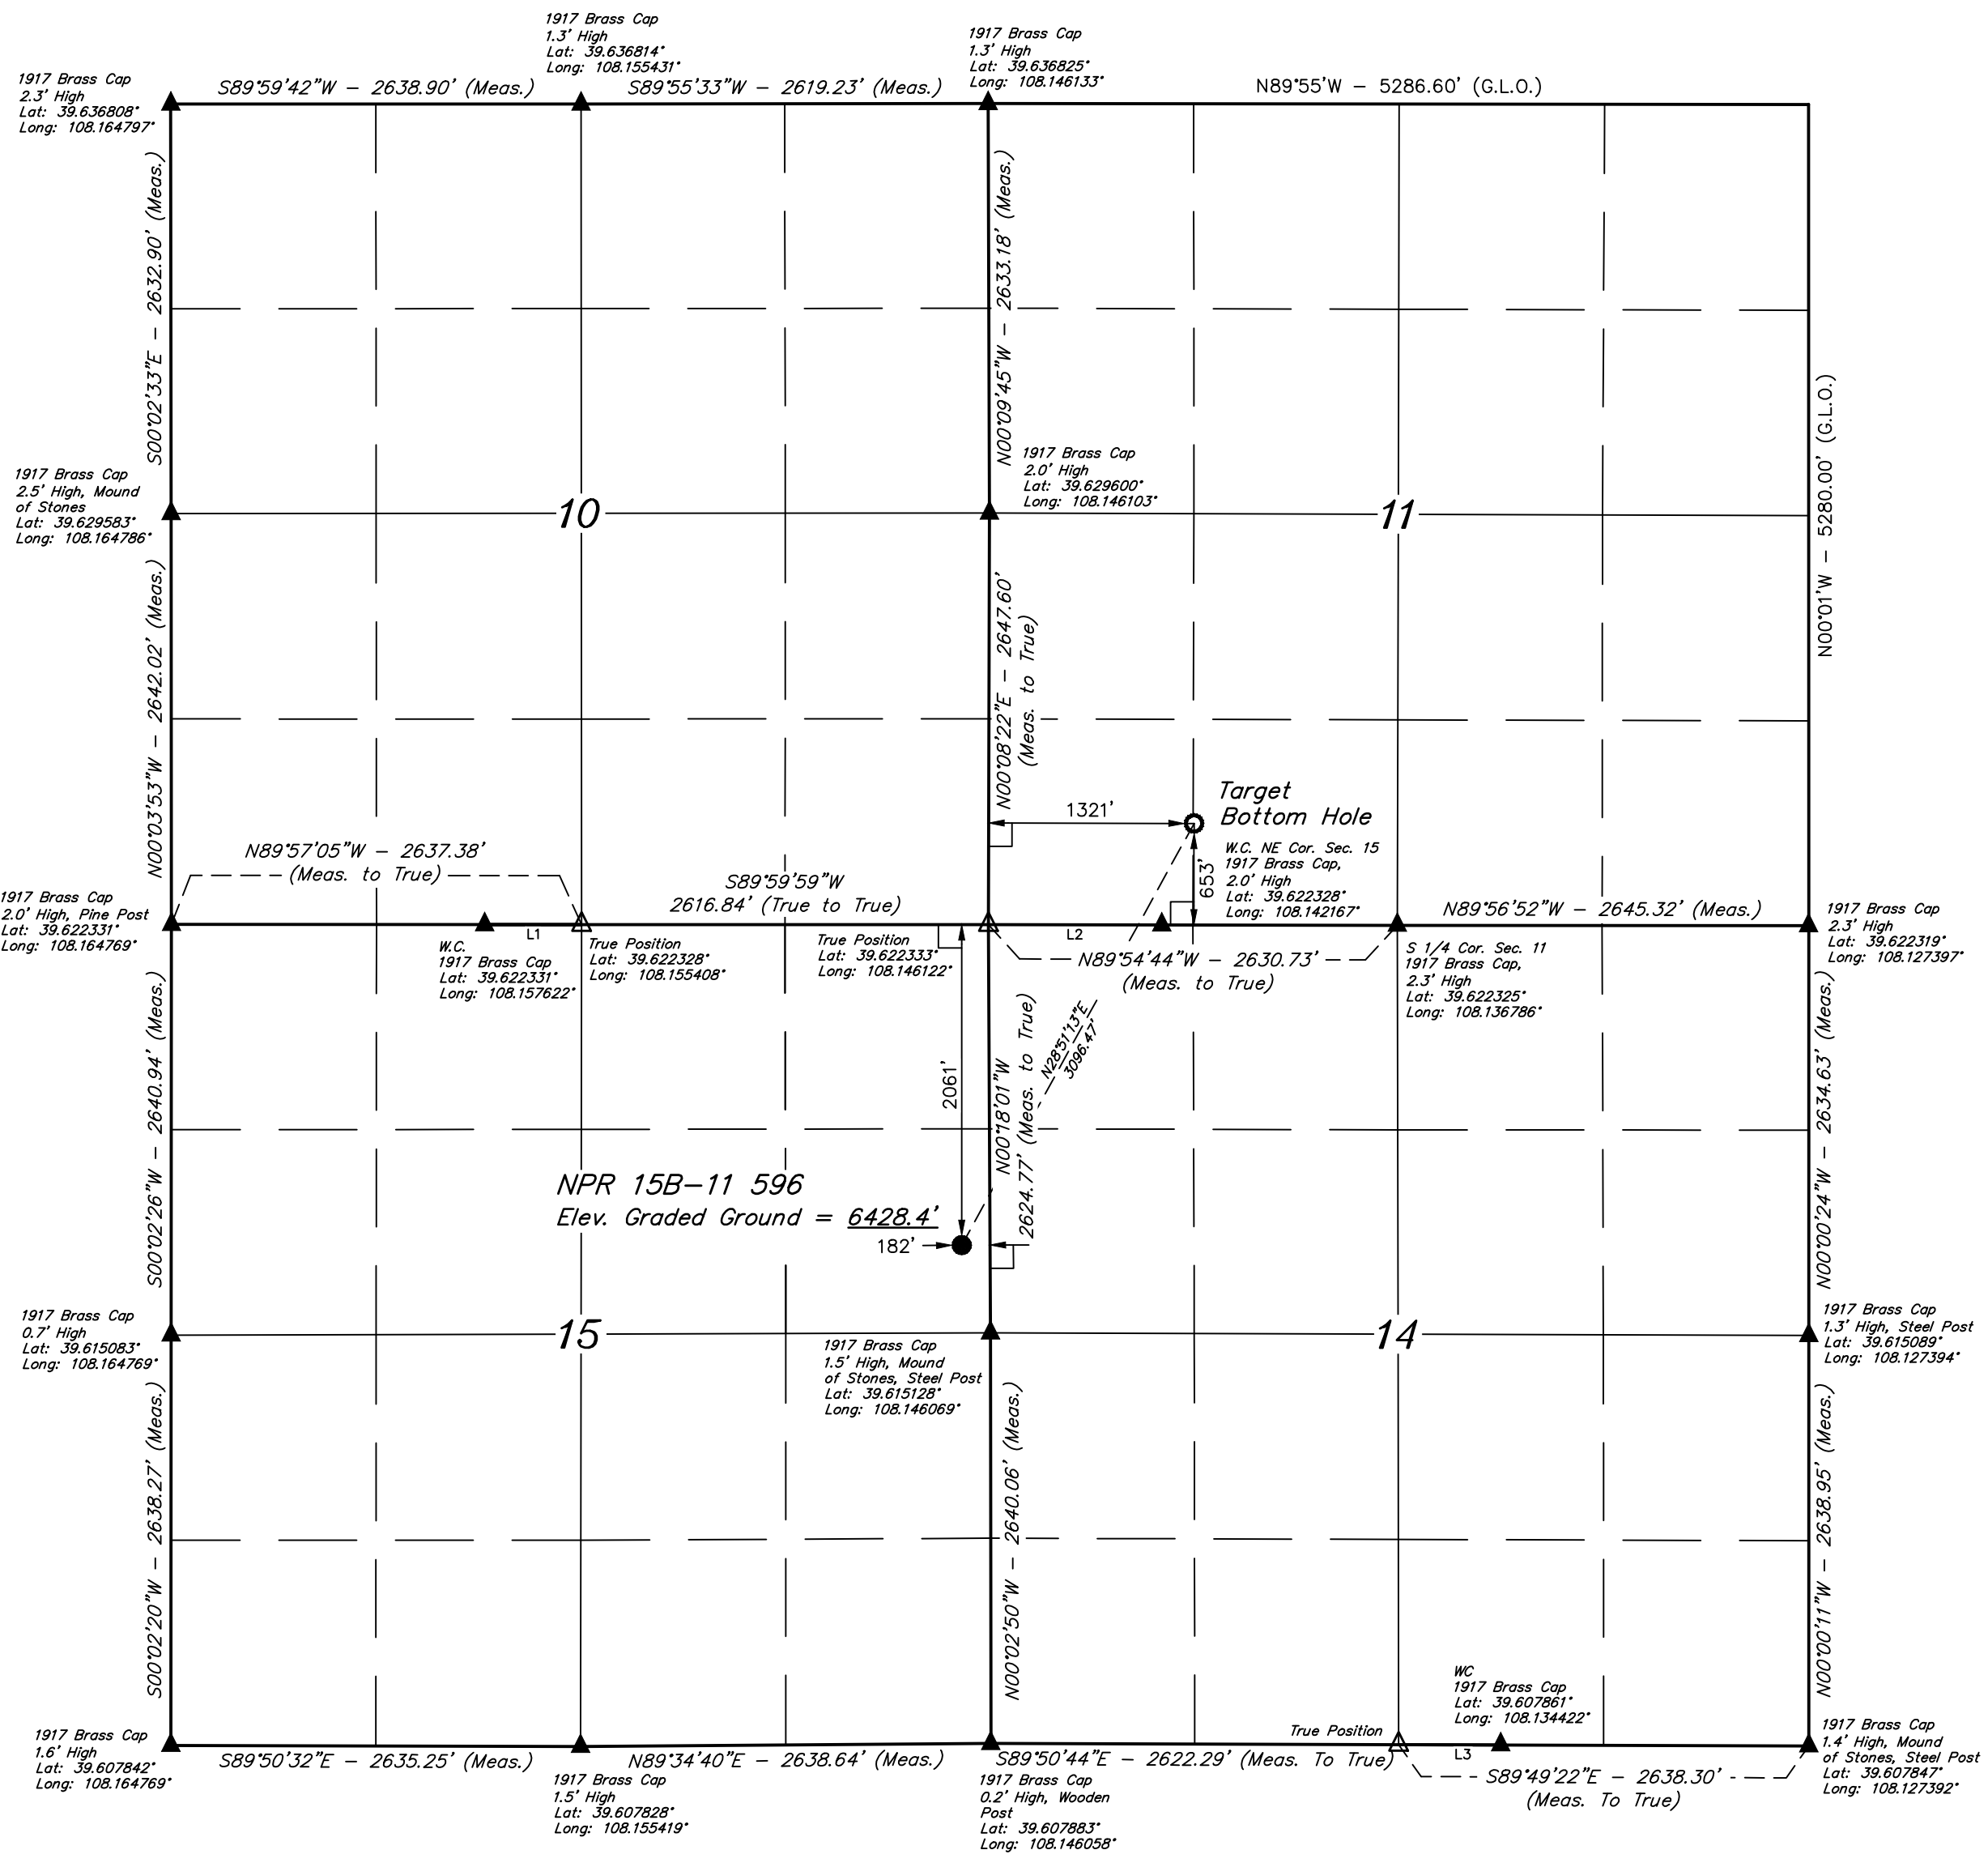 1917 Brass Cap
1.3' High
Lat: 39.636814°
Long: 108.155431°
1917 Brass Cap
1.3' High
Lat: 39.636825°
Long: 108.146133°
1917 Brass Cap
2.3' High
Lat: 39.636808°
Long: 108.164797°
S89°59'42"W - 2638.90' (Meas.)
S89°55'33"W - 2619.23' (Meas.)
N89°55'W - 5286.60' (G.L.O.)
S00°02'33"E - 2632.90' (Meas.)
N00°09'45"W - 2633.18' (Meas.)
N00°01'W - 5280.00' (G.L.O.)
1917 Brass Cap
2.5' High, Mound
of Stones
Lat: 39.629583°
Long: 108.164786°
10
1917 Brass Cap
2.0' High
Lat: 39.629600°
Long: 108.146103°
11
N00°03'53"W - 2642.02' (Meas.)
N00°08'22"E - 2647.60'
(Meas. to True)
Target
Bottom Hole
1321'
653'
W.C. NE Cor. Sec. 15
1917 Brass Cap,
2.0' High
Lat: 39.622328°
Long: 108.142167°
N89°57'05"W - 2637.38'
(Meas. to True)
S89°59'59"W
2616.84' (True to True)
N89°56'52"W - 2645.32' (Meas.)
1917 Brass Cap
2.0' High, Pine Post
Lat: 39.622331°
Long: 108.164769°
L1
W.C.
1917 Brass Cap
Lat: 39.622331°
Long: 108.157622°
True Position
Lat: 39.622328°
Long: 108.155408°
True Position
Lat: 39.622333°
Long: 108.146122°
L2
N89°54'44"W - 2630.73'
(Meas. to True)
S 1/4 Cor. Sec. 11
1917 Brass Cap,
2.3' High
Lat: 39.622325°
Long: 108.136786°
1917 Brass Cap
2.3' High
Lat: 39.622319°
Long: 108.127397°
S00°02'26"W - 2640.94' (Meas.)
2061'
N00°18'01"W
2624.77' (Meas. to True)
N28°51'13"E
3096.47'
N00°00'24"W - 2634.63' (Meas.)
NPR 15B-11 596
Elev. Graded Ground = 6428.4'
182'
1917 Brass Cap
0.7' High
Lat: 39.615083°
Long: 108.164769°
15
1917 Brass Cap
1.5' High, Mound
of Stones, Steel Post
Lat: 39.615128°
Long: 108.146069°
14
1917 Brass Cap
1.3' High, Steel Post
Lat: 39.615089°
Long: 108.127394°
S00°02'20"W - 2638.27' (Meas.)
N00°02'50"W - 2640.06' (Meas.)
N00°00'11"W - 2638.95' (Meas.)
WC
1917 Brass Cap
Lat: 39.607861°
Long: 108.134422°
True Position
L3
1917 Brass Cap
1.6' High
Lat: 39.607842°
Long: 108.164769°
S89°50'32"E - 2635.25' (Meas.)
N89°34'40"E - 2638.64' (Meas.)
S89°50'44"E - 2622.29' (Meas. To True)
S89°49'22"E - 2638.30'
(Meas. To True)
1917 Brass Cap
1.5' High
Lat: 39.607828°
Long: 108.155419°
1917 Brass Cap
0.2' High, Wooden
Post
Lat: 39.607883°
Long: 108.146058°
1917 Brass Cap
1.4' High, Mound
of Stones, Steel Post
Lat: 39.607847°
Long: 108.127392°